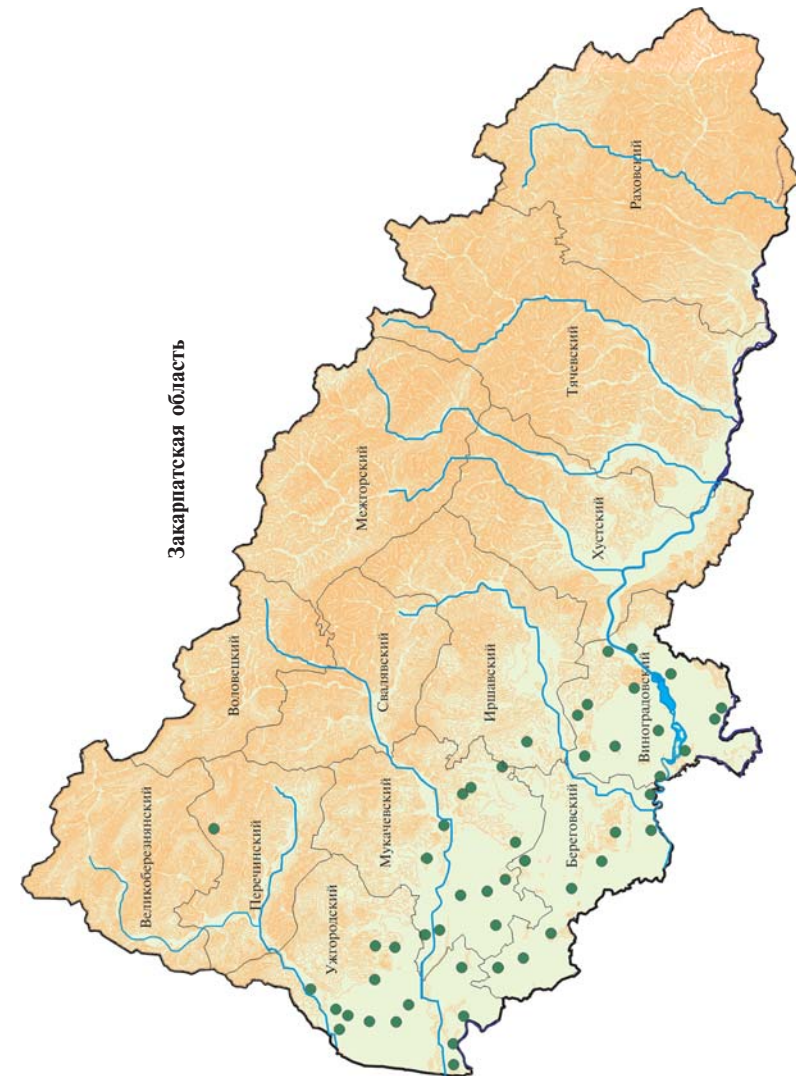 Закарпатская область
Великоберезнянский
Воловецкий
Перечинский
Межгорский
Ужгородский
Мукачевский
Свалявский
Иршавский
Тячевский
Раховский
Хустский
Береговский
Виноградовский